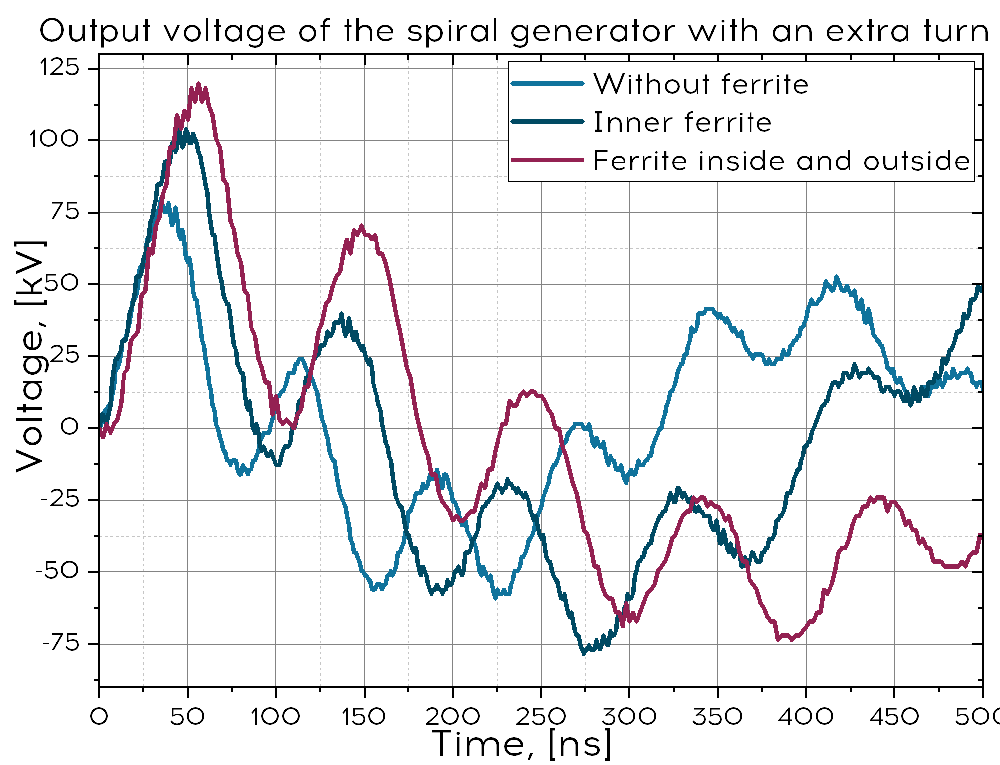 Output voltage of the spiral generator with an extra turn
Without ferrite
Inner ferrite
Ferrite inside and outside
Voltage, [kV]
125
100
75
50
25
0
-25
-50
-75
0 50 100 150 200 250 300 350 400 450 500
Time, [ns]